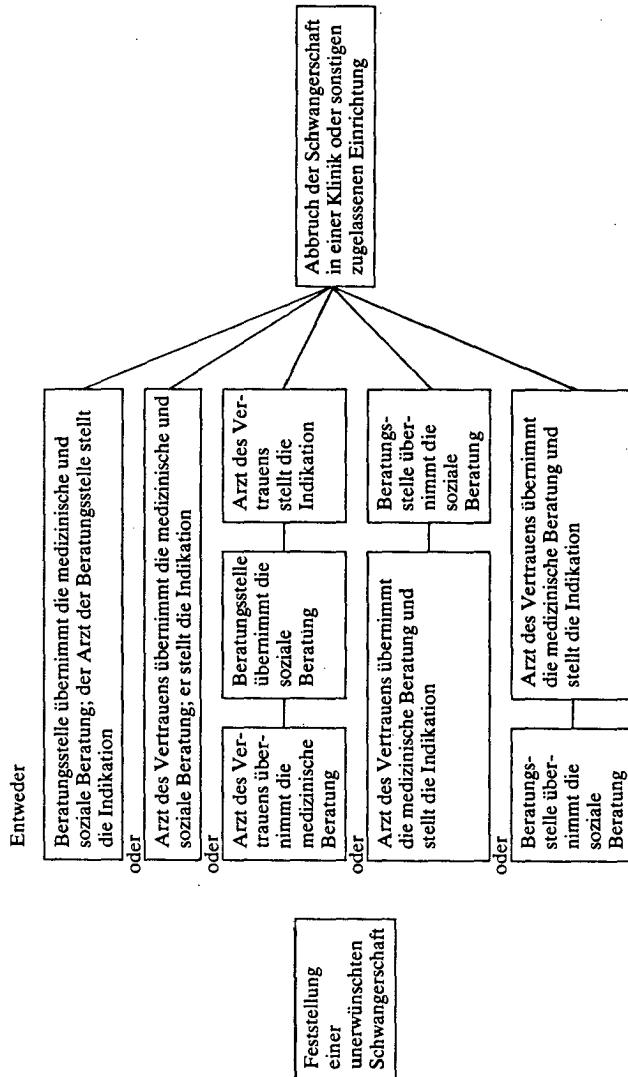 Feststellung
einer
unerwünschten
Schwangerschaft
Entweder
Beratungsstelle übernimmt die medizinische und
soziale Beratung; der Arzt der Beratungsstelle stellt
die Indikation
oder
Arzt des Vertrauens übernimmt die medizinische und
soziale Beratung; er stellt die Indikation
oder
Arzt des Ver-
trauens über-
nimmt die
medizinische
Beratung
Beratungsstelle
übernimmt die
soziale
Beratung
Arzt des Ver-
trauens
stellt die
Indikation
oder
Arzt des Vertrauens übernimmt
die medizinische Beratung und
stellt die Indikation
Beratungs-
stelle über-
nimmt die
soziale
Beratung
oder
Beratungs-
stelle über-
nimmt die
soziale
Beratung
Arzt des Vertrauens übernimmt
die medizinische Beratung und
stellt die Indikation
Abbruch der Schwangerschaft
in einer Klinik oder sonstigen
zugelassenen Einrichtung